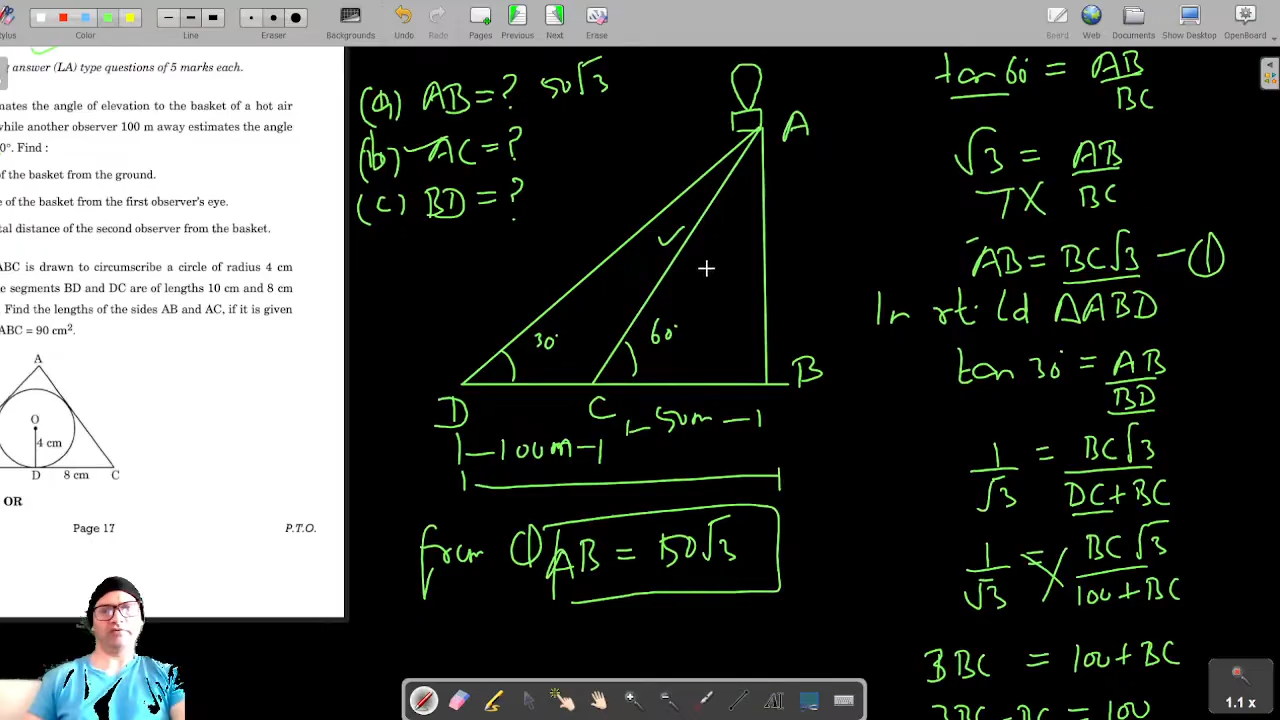 Stylus
Color
Line
Eraser
Backgrounds
Undo
Redo
Pages
Previous
Next
Erase
Board
Web
Documents
Show Desktop
OpenBoard
answer (LA) type questions of 5 marks each.
mates the angle of elevation to the basket of a hot air
while another observer 100 m away estimates the angle
0°. Find :
of the basket from the ground.
e of the basket from the first observer's eye.
tal distance of the second observer from the basket.
ABC is drawn to circumscribe a circle of radius 4 cm
e segments BD and DC are of lengths 10 cm and 8 cm
. Find the lengths of the sides AB and AC, if it is given
ABC = 90 cm².
A
O
4 cm
D 8 cm C
OR
Page 17 P.T.O.
(a) AB = ? 50√3
(b) AC = ?
(c) BD = ?
A
30°
60°
B
D
C
50m
100m
from ① AB = 50√3
tan 60° = AB/BC
√3 = AB/BC
AB = BC√3 — ①
In rt. ∠d ΔABD
tan 30° = AB/BD
1/√3 = BC√3/DC+BC
1/√3 = BC√3/100+BC
3BC = 100+BC
3BC - BC = 100
1.1 x